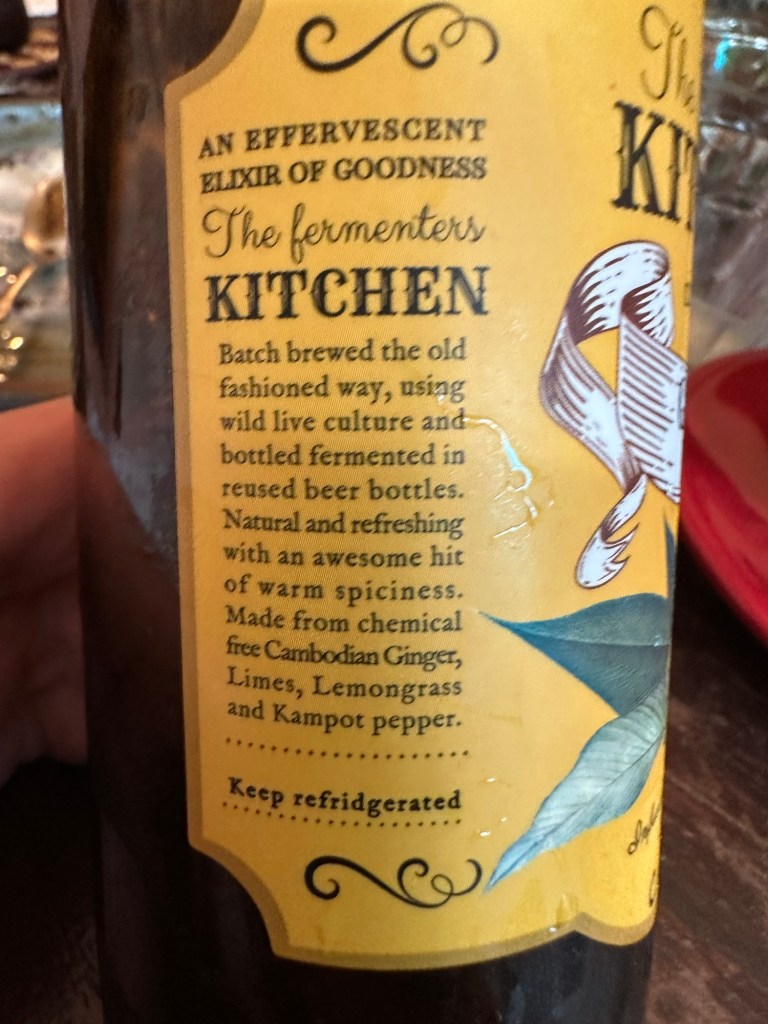 AN EFFERVESCENT
ELIXIR OF GOODNESS
The fermenters
KITCHEN
Batch brewed the old
fashioned way, using
wild live culture and
bottled fermented in
reused beer bottles.
Natural and refreshing
with an awesome hit
of warm spiciness.
Made from chemical
free Cambodian Ginger,
Limes, Lemongrass
and Kampot pepper.
Keep refridgerated
The